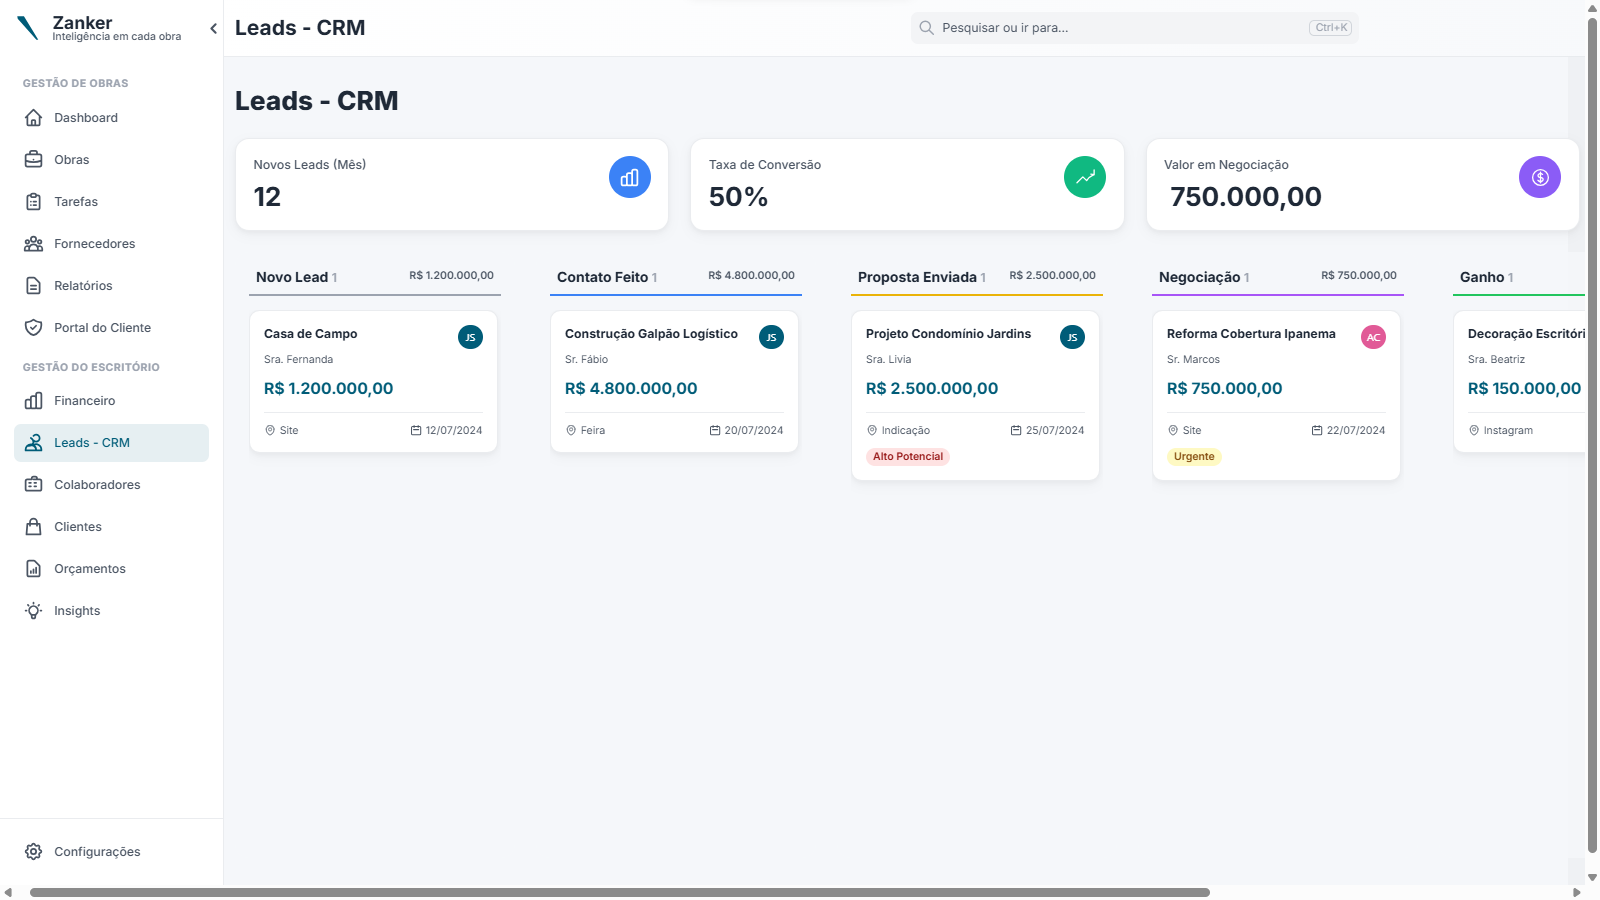 Zanker
Inteligência em cada obra
Leads - CRM
Pesquisar ou ir para...
Ctrl+K
GESTÃO DE OBRAS
Dashboard
Obras
Tarefas
Fornecedores
Relatórios
Portal do Cliente
GESTÃO DO ESCRITÓRIO
Financeiro
Leads - CRM
Colaboradores
Clientes
Orçamentos
Insights
Configurações
Leads - CRM
Novos Leads (Mês)
12
Taxa de Conversão
50%
Valor em Negociação
750.000,00
Novo Lead 1
R$ 1.200.000,00
Casa de Campo
JS
Sra. Fernanda
R$ 1.200.000,00
Site
12/07/2024
Contato Feito 1
R$ 4.800.000,00
Construção Galpão Logístico
JS
Sr. Fábio
R$ 4.800.000,00
Feira
20/07/2024
Proposta Enviada 1
R$ 2.500.000,00
Projeto Condomínio Jardins
JS
Sra. Livia
R$ 2.500.000,00
Indicação
25/07/2024
Alto Potencial
Negociação 1
R$ 750.000,00
Reforma Cobertura Ipanema
AC
Sr. Marcos
R$ 750.000,00
Site
22/07/2024
Urgente
Ganho 1
Decoração Escritóri
Sra. Beatriz
R$ 150.000,00
Instagram